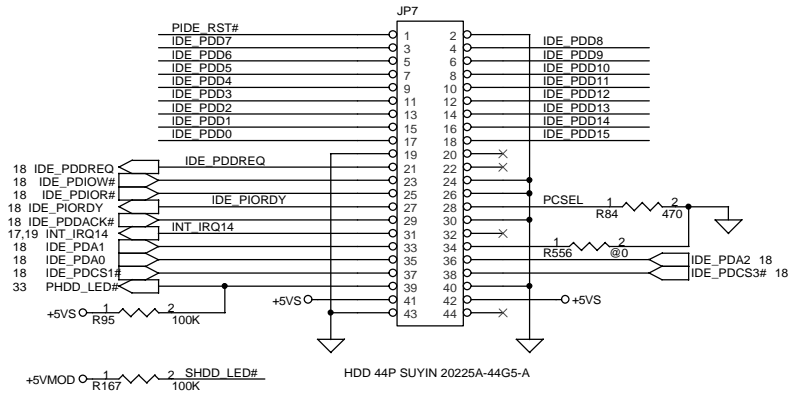 JP7
PIDE_RST# 1 2
IDE_PDD7 3 4 IDE_PDD8
IDE_PDD6 5 6 IDE_PDD9
IDE_PDD5 7 8 IDE_PDD10
IDE_PDD4 9 10 IDE_PDD11
IDE_PDD3 11 12 IDE_PDD12
IDE_PDD2 13 14 IDE_PDD13
IDE_PDD1 15 16 IDE_PDD14
IDE_PDD0 17 18 IDE_PDD15
19 20
18 IDE_PDDREQ IDE_PDDREQ 21 22
18 IDE_PDIOW# 23 24
18 IDE_PDIOR# 25 26
18 IDE_PIORDY IDE_PIORDY 27 28 PCSEL 1 R84 2 470
18 IDE_PDDACK# 29 30
17,19 INT_IRQ14 INT_IRQ14 31 32
18 IDE_PDA1 33 34 1 R556 2 @0
18 IDE_PDA0 35 36 IDE_PDA2 18
18 IDE_PDCS1# 37 38 IDE_PDCS3# 18
33 PHDD_LED# 39 40
+5VS 41 42 +5VS
+5VS 1 R95 2 100K 43 44
HDD 44P SUYIN 20225A-44G5-A
+5VMOD 1 R167 2 100K SHDD_LED#